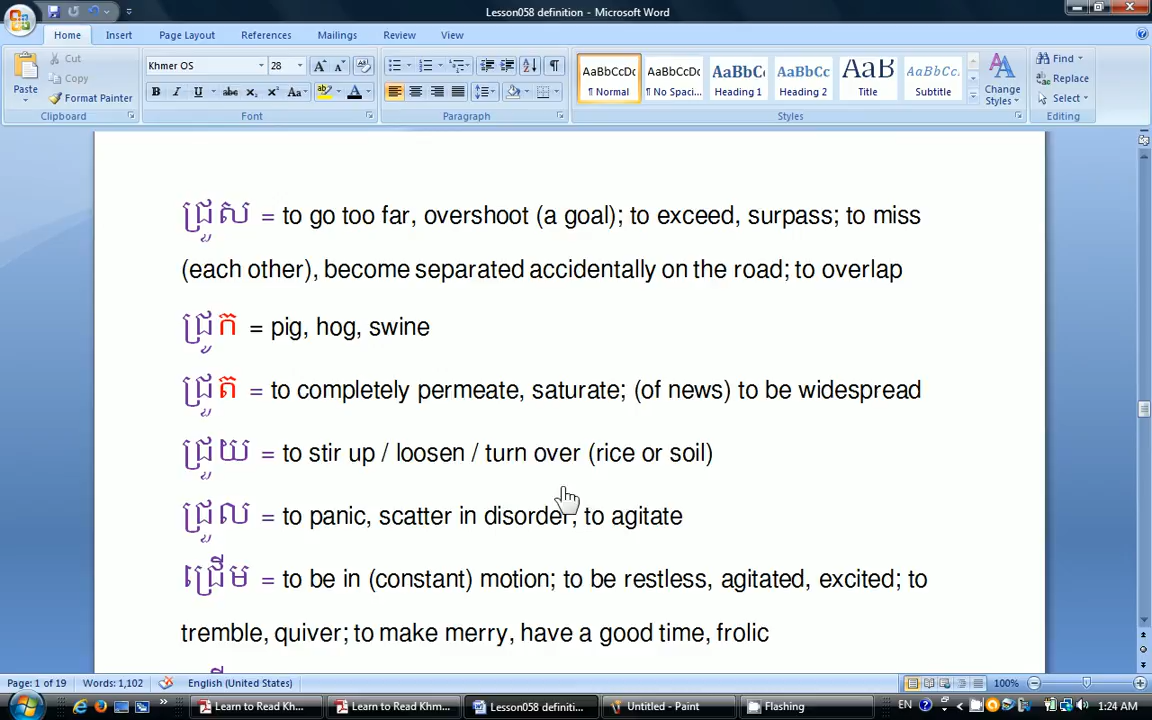 Lesson058 definition - Microsoft Word
Home Insert Page Layout References Mailings Review View
Paste Cut Copy Format Painter Clipboard
Khmer OS 28 Font
Paragraph
AaBbCcDc ¶ Normal AaBbCcDc ¶ No Spaci... AaBbC Heading 1 AaBbCc Heading 2 AaB Title AaBbCc. Subtitle Change Styles Styles
Find Replace Select Editing
ជ្រួស = to go too far, overshoot (a goal); to exceed, surpass; to miss
(each other), become separated accidentally on the road; to overlap
ជ្រូក = pig, hog, swine
ជ្រួត = to completely permeate, saturate; (of news) to be widespread
ជ្រួយ = to stir up / loosen / turn over (rice or soil)
ជ្រួល = to panic, scatter in disorder; to agitate
ជ្រើម = to be in (constant) motion; to be restless, agitated, excited; to
tremble, quiver; to make merry, have a good time, frolic
Page: 1 of 19 Words: 1,102 English (United States) 100%
Learn to Read Kh... Learn to Read Khm... Lesson058 definiti... Untitled - Paint Flashing EN 1:24 AM